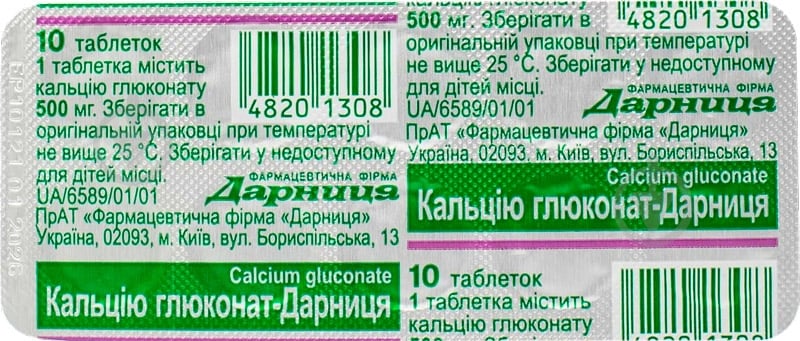 10 таблеток
1 таблетка містить
кальцію глюконату
500 мг. Зберігати в
оригінальній упаковці при температурі
не вище 25 °С. Зберігати у недоступному
для дітей місці.
UA/6589/01/01
ФАРМАЦЕВТИЧНА ФІРМА
Дарниця
ПрАТ «Фармацевтична фірма «Дарниця»
Україна, 02093, м. Київ, вул. Бориспільська, 13
Calcium gluconate
Кальцію глюконат-Дарниця
4820 1308
кальцію глюконату
500 мг. Зберігати в
оригінальній упаковці при температурі
не вище 25 °С. Зберігати у недоступному
для дітей місці.
UA/6589/01/01
4820 1308
ФАРМАЦЕВТИЧНА ФІРМА
Дарниця
ПрАТ «Фармацевтична фірма «Дарниця»
Україна, 02093, м. Київ, вул. Бориспільська, 13
Calcium gluconate
Кальцію глюконат-Дарниця
10 таблеток
1 таблетка містить
кальцію глюконату